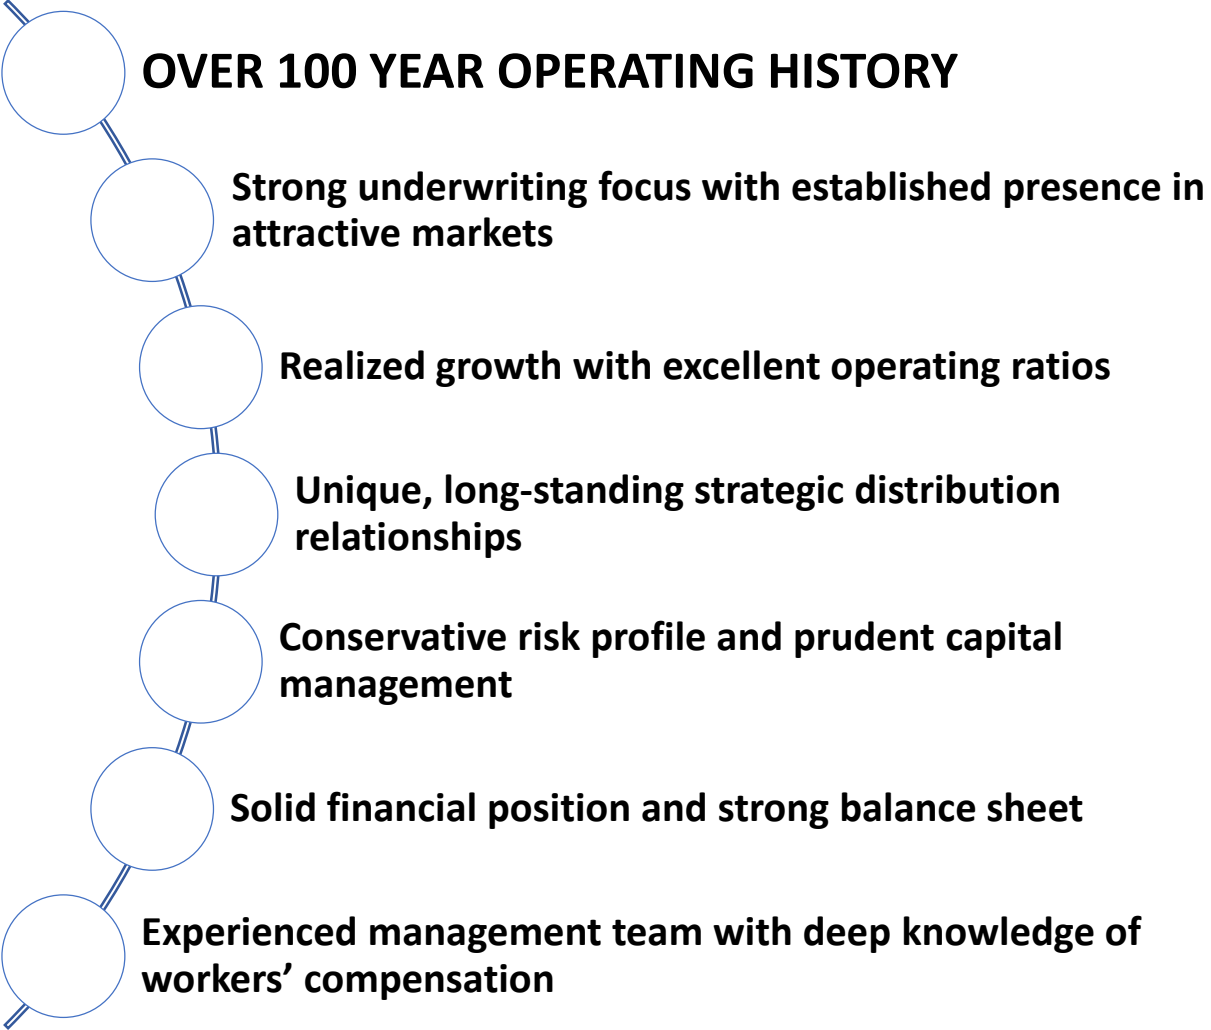 OVER 100 YEAR OPERATING HISTORY
Strong underwriting focus with established presence in
attractive markets
Realized growth with excellent operating ratios
Unique, long-standing strategic distribution
relationships
Conservative risk profile and prudent capital
management
Solid financial position and strong balance sheet
Experienced management team with deep knowledge of
workers’ compensation